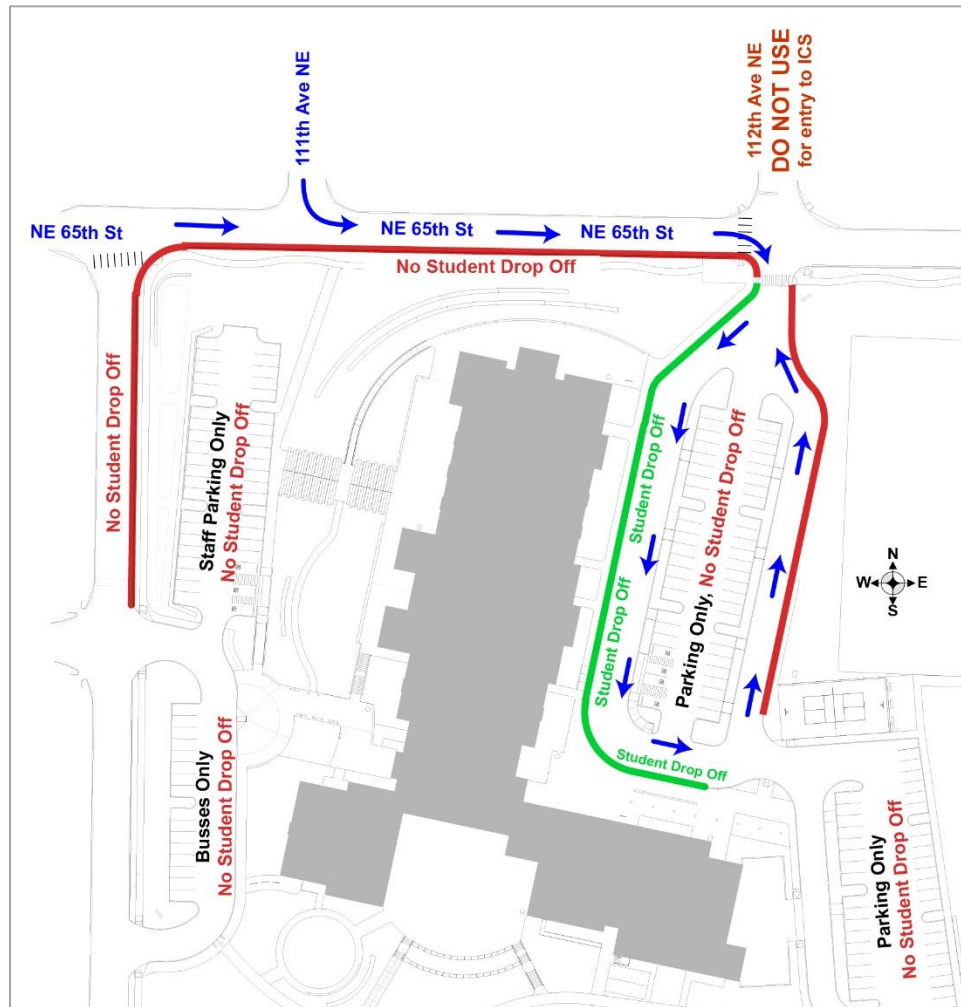 111th Ave NE
112th Ave NE
DO NOT USE
for entry to ICS
NE 65th St
NE 65th St
NE 65th St
No Student Drop Off
No Student Drop Off
Staff Parking Only
No Student Drop Off
Student Drop Off
Student Drop Off
Student Drop Off
Parking Only, No Student Drop Off
N
W
E
S
Busses Only
No Student Drop Off
Parking Only
No Student Drop Off